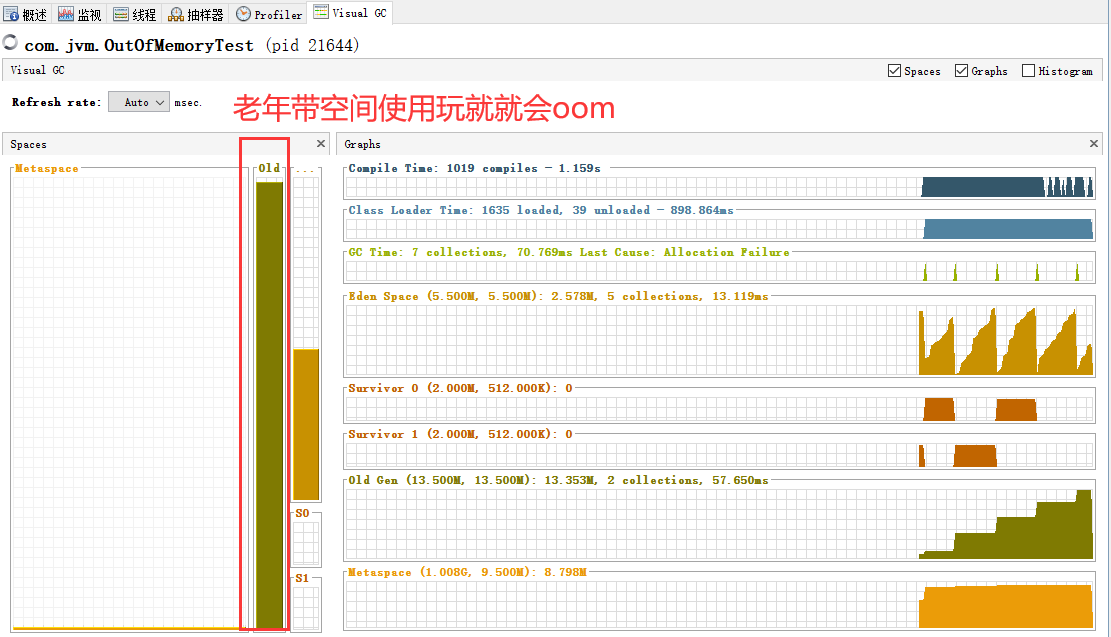 概述 监视 线程 抽样器 Profiler Visual GC
com.jvm.OutOfMemoryTest (pid 21644)
Visual GC
Spaces Graphs Histogram
Refresh rate: Auto msec.
老年带空间使用玩就就会oom
Spaces
Graphs
Metaspace
Old
...
S0
S1
Compile Time: 1019 compiles - 1.159s
Class Loader Time: 1635 loaded, 39 unloaded - 898.864ms
GC Time: 7 collections, 70.769ms Last Cause: Allocation Failure
Eden Space (5.500M, 5.500M): 2.578M, 5 collections, 13.119ms
Survivor 0 (2.000M, 512.000K): 0
Survivor 1 (2.000M, 512.000K): 0
Old Gen (13.500M, 13.500M): 13.353M, 2 collections, 57.650ms
Metaspace (1.008G, 9.500M): 8.798M